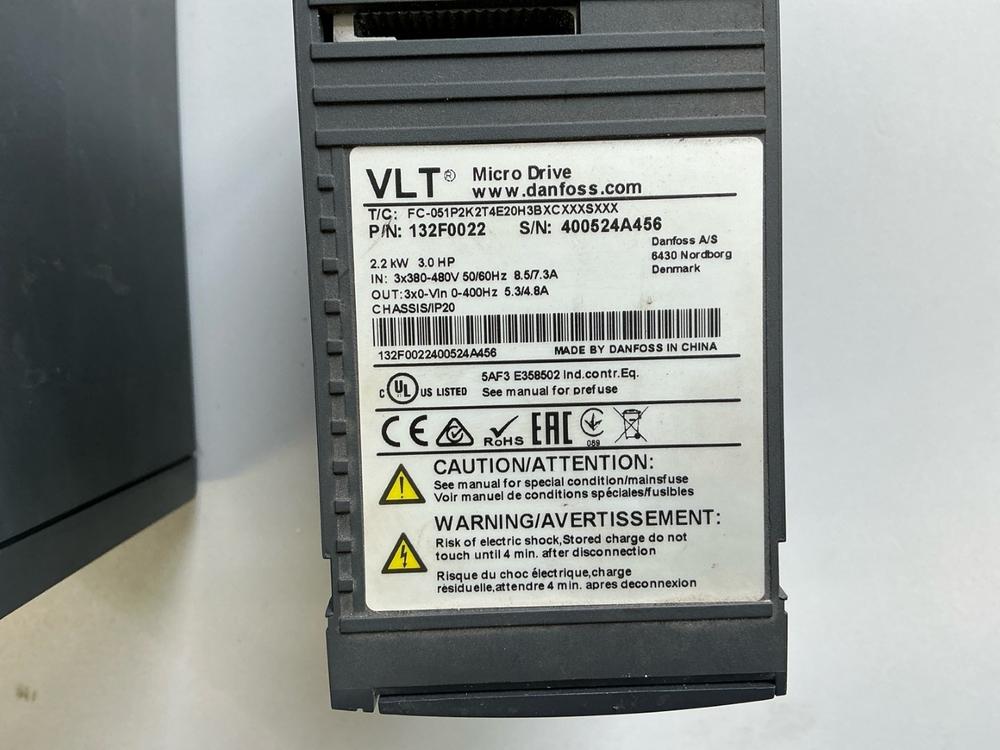 VLT® Micro Drive
www.danfoss.com
T/C: FC-051P2K2T4E20H3BXCXXXSXXX
P/N: 132F0022 S/N: 400524A456
Danfoss A/S
6430 Nordborg
Denmark
2.2 kW 3.0 HP
IN: 3x380-480V 50/60Hz 8.5/7.3A
OUT:3x0-Vin 0-400Hz 5.3/4.8A
CHASSIS/IP20
132F0022400524A456 MADE BY DANFOSS IN CHINA
C UL US LISTED
5AF3 E358502 Ind.contr.Eq.
See manual for prefuse
CE RoHS EAC 089
CAUTION/ATTENTION:
See manual for special condition/mainsfuse
Voir manuel de conditions spéciales/fusibles
WARNING/AVERTISSEMENT:
Risk of electric shock,Stored charge do not
touch until 4 min. after disconnection
Risque du choc électrique,charge
résiduelle,attendre 4 min. apres deconnexion